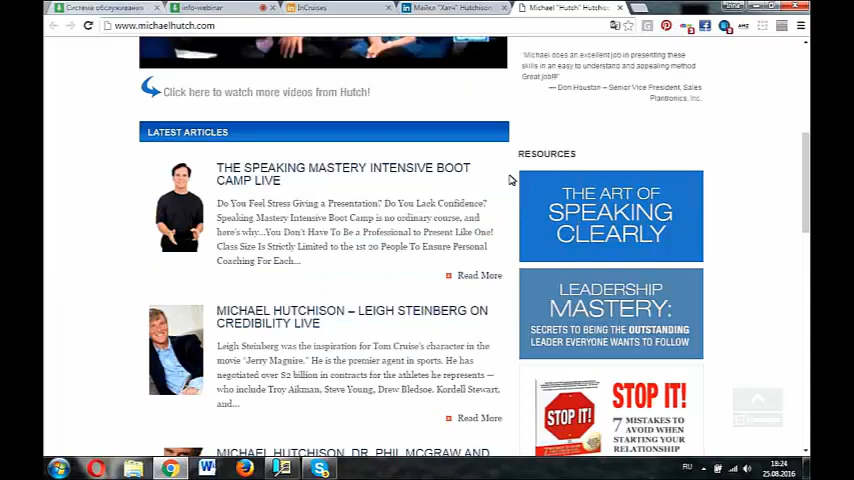 Система обслуживания
info-webinar
InCruises
Майкл "Хатч" Hutchison
Michael "Hutch" Hutchis
Irina
www.michaelhutch.com
"Michael does an excellent job in presenting these
skills in an easy to understand and appealing method
Great job!!!"
— Don Houston – Senior Vice President, Sales
Plantronics, Inc.
Click here to watch more videos from Hutch!
LATEST ARTICLES
THE SPEAKING MASTERY INTENSIVE BOOT
CAMP LIVE
Do You Feel Stress Giving a Presentation? Do You Lack Confidence?
Speaking Mastery Intensive Boot Camp is no ordinary course, and
here's why...You Don't Have To Be a Professional to Present Like One!
Class Size Is Strictly Limited to the 1st 20 People To Ensure Personal
Coaching For Each...
Read More
MICHAEL HUTCHISON – LEIGH STEINBERG ON
CREDIBILITY LIVE
Leigh Steinberg was the inspiration for Tom Cruise's character in the
movie "Jerry Maguire." He is the premier agent in sports. He has
negotiated over $2 billion in contracts for the athletes he represents —
who include Troy Aikman, Steve Young, Drew Bledsoe, Kordell Stewart,
and...
Read More
MICHAEL HUTCHISON, DR. PHIL MCGRAW AND
RESOURCES
THE ART OF
SPEAKING
CLEARLY
LEADERSHIP
MASTERY:
SECRETS TO BEING THE OUTSTANDING
LEADER EVERYONE WANTS TO FOLLOW
STOP IT!
STOP IT!
7 MISTAKES TO
AVOID WHEN
STARTING YOUR
RELATIONSHIP
RU
18:24
25.08.2016